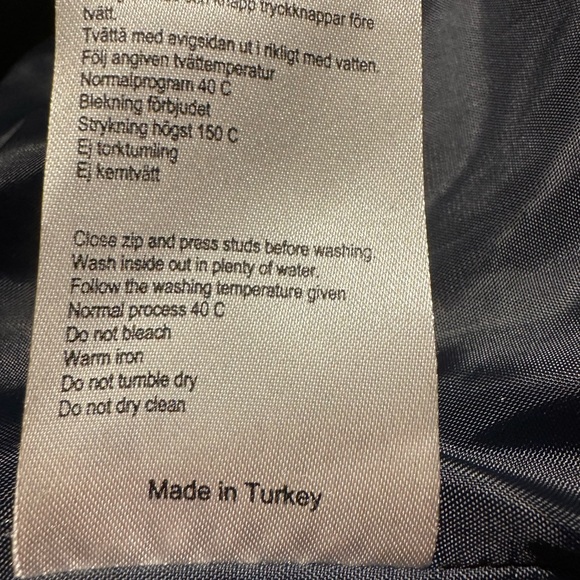 knäpp tryckknappar före
tvätt.
Tvätta med avigsidan ut i rikligt med vatten.
Följ angiven tvättemperatur
Normalprogram 40 C
Blekning förbjudet
Strykning högst 150 C
Ej torktumling
Ej kemtvätt
Close zip and press studs before washing.
Wash inside out in plenty of water.
Follow the washing temperature given
Normal process 40 C
Do not bleach
Warm iron
Do not tumble dry
Do not dry clean
Made in Turkey